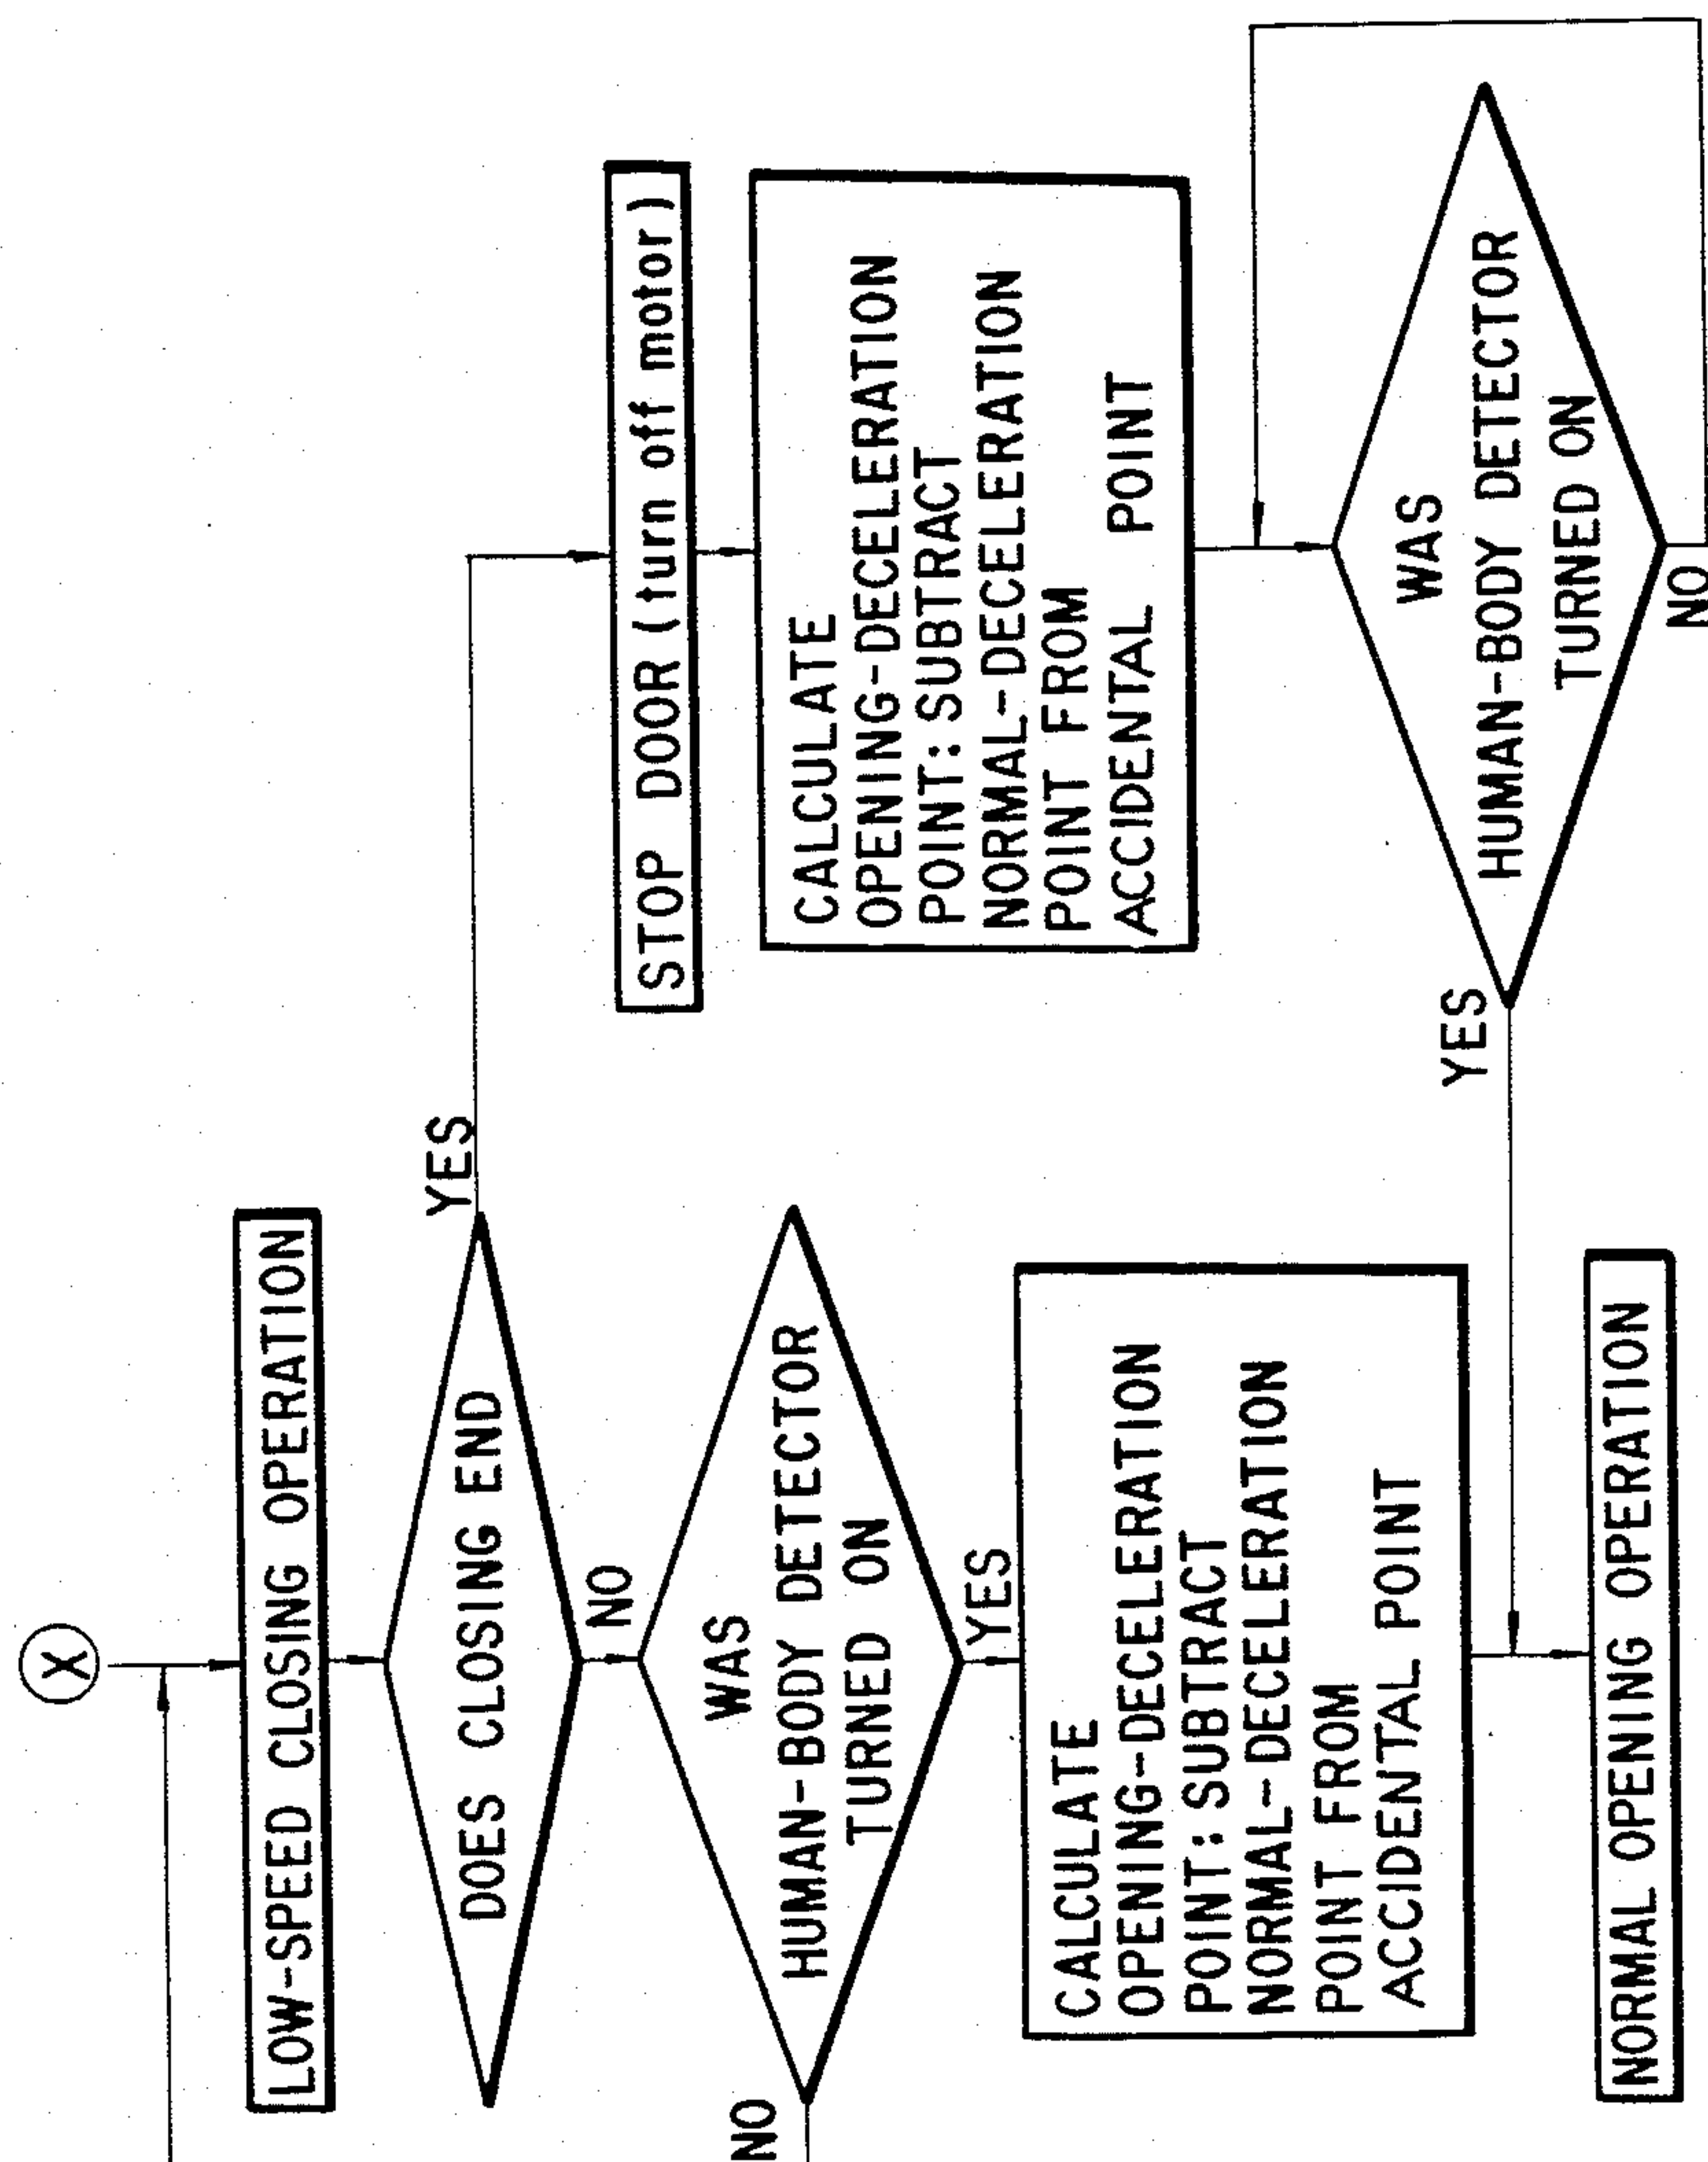 X
LOW-SPEED CLOSING OPERATION
DOES CLOSING END
YES
NO
WAS
HUMAN-BODY DETECTOR
TURNED ON
NO
YES
CALCULATE
OPENING-DECELERATION
POINT: SUBTRACT
NORMAL-DECELERATION
POINT FROM
ACCIDENTAL POINT
NORMAL OPENING OPERATION
STOP DOOR (turn off motor)
CALCULATE
OPENING-DECELERATION
POINT: SUBTRACT
NORMAL-DECELERATION
POINT FROM
ACCIDENTAL POINT
WAS
HUMAN-BODY DETECTOR
TURNED ON
YES
NO